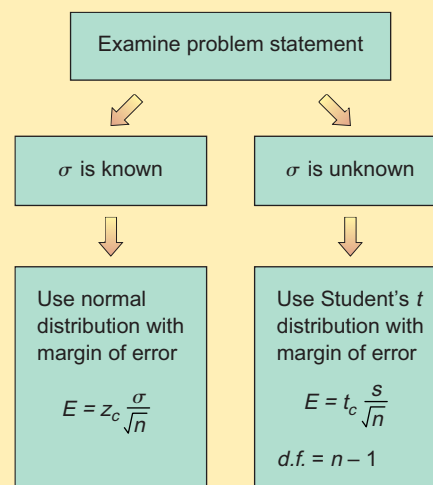 Examine problem statement
σ is known
σ is unknown
Use normal
distribution with
margin of error
E = z_c σ/√n
Use Student's t
distribution with
margin of error
E = t_c s/√n
d.f. = n – 1